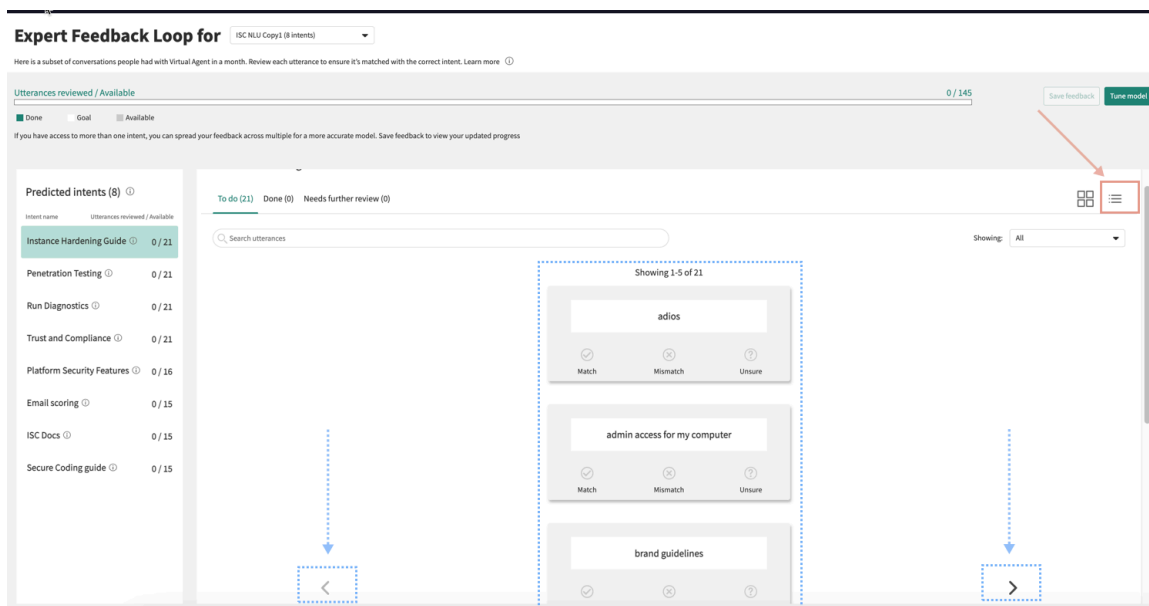 Expert Feedback Loop for
ISC NLU Copy1 (8 intents)
Here is a subset of conversations people had with Virtual Agent in a month. Review each utterance to ensure it's matched with the correct intent. Learn more
Utterances reviewed / Available
0 / 145
Save feedback
Tune model
Done
Goal
Available
If you have access to more than one intent, you can spread your feedback across multiple for a more accurate model. Save feedback to view your updated progress
Predicted intents (8)
Intent name
Utterances reviewed / Available
Instance Hardening Guide
0 / 21
Penetration Testing
0 / 21
Run Diagnostics
0 / 21
Trust and Compliance
0 / 21
Platform Security Features
0 / 16
Email scoring
0 / 15
ISC Docs
0 / 15
Secure Coding guide
0 / 15
To do (21)
Done (0)
Needs further review (0)
Search utterances
Showing:
All
Showing 1-5 of 21
adios
Match
Mismatch
Unsure
admin access for my computer
Match
Mismatch
Unsure
brand guidelines